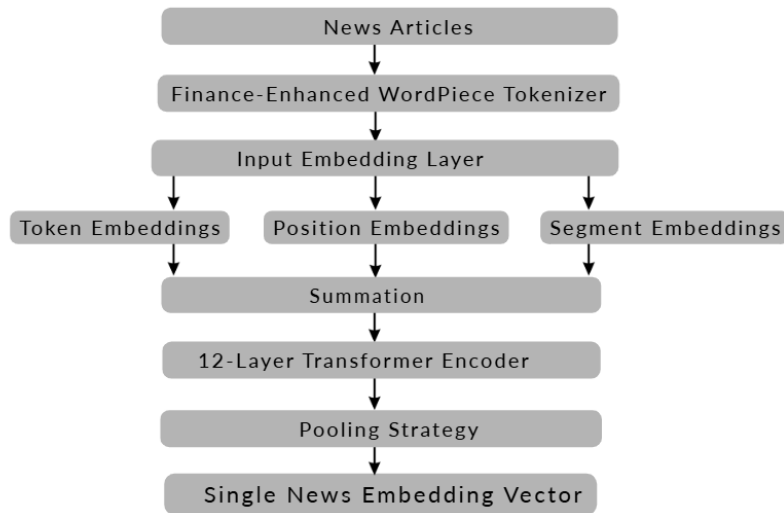 News Articles
Finance-Enhanced WordPiece Tokenizer
Input Embedding Layer
Token Embeddings
Position Embeddings
Segment Embeddings
Summation
12-Layer Transformer Encoder
Pooling Strategy
Single News Embedding Vector